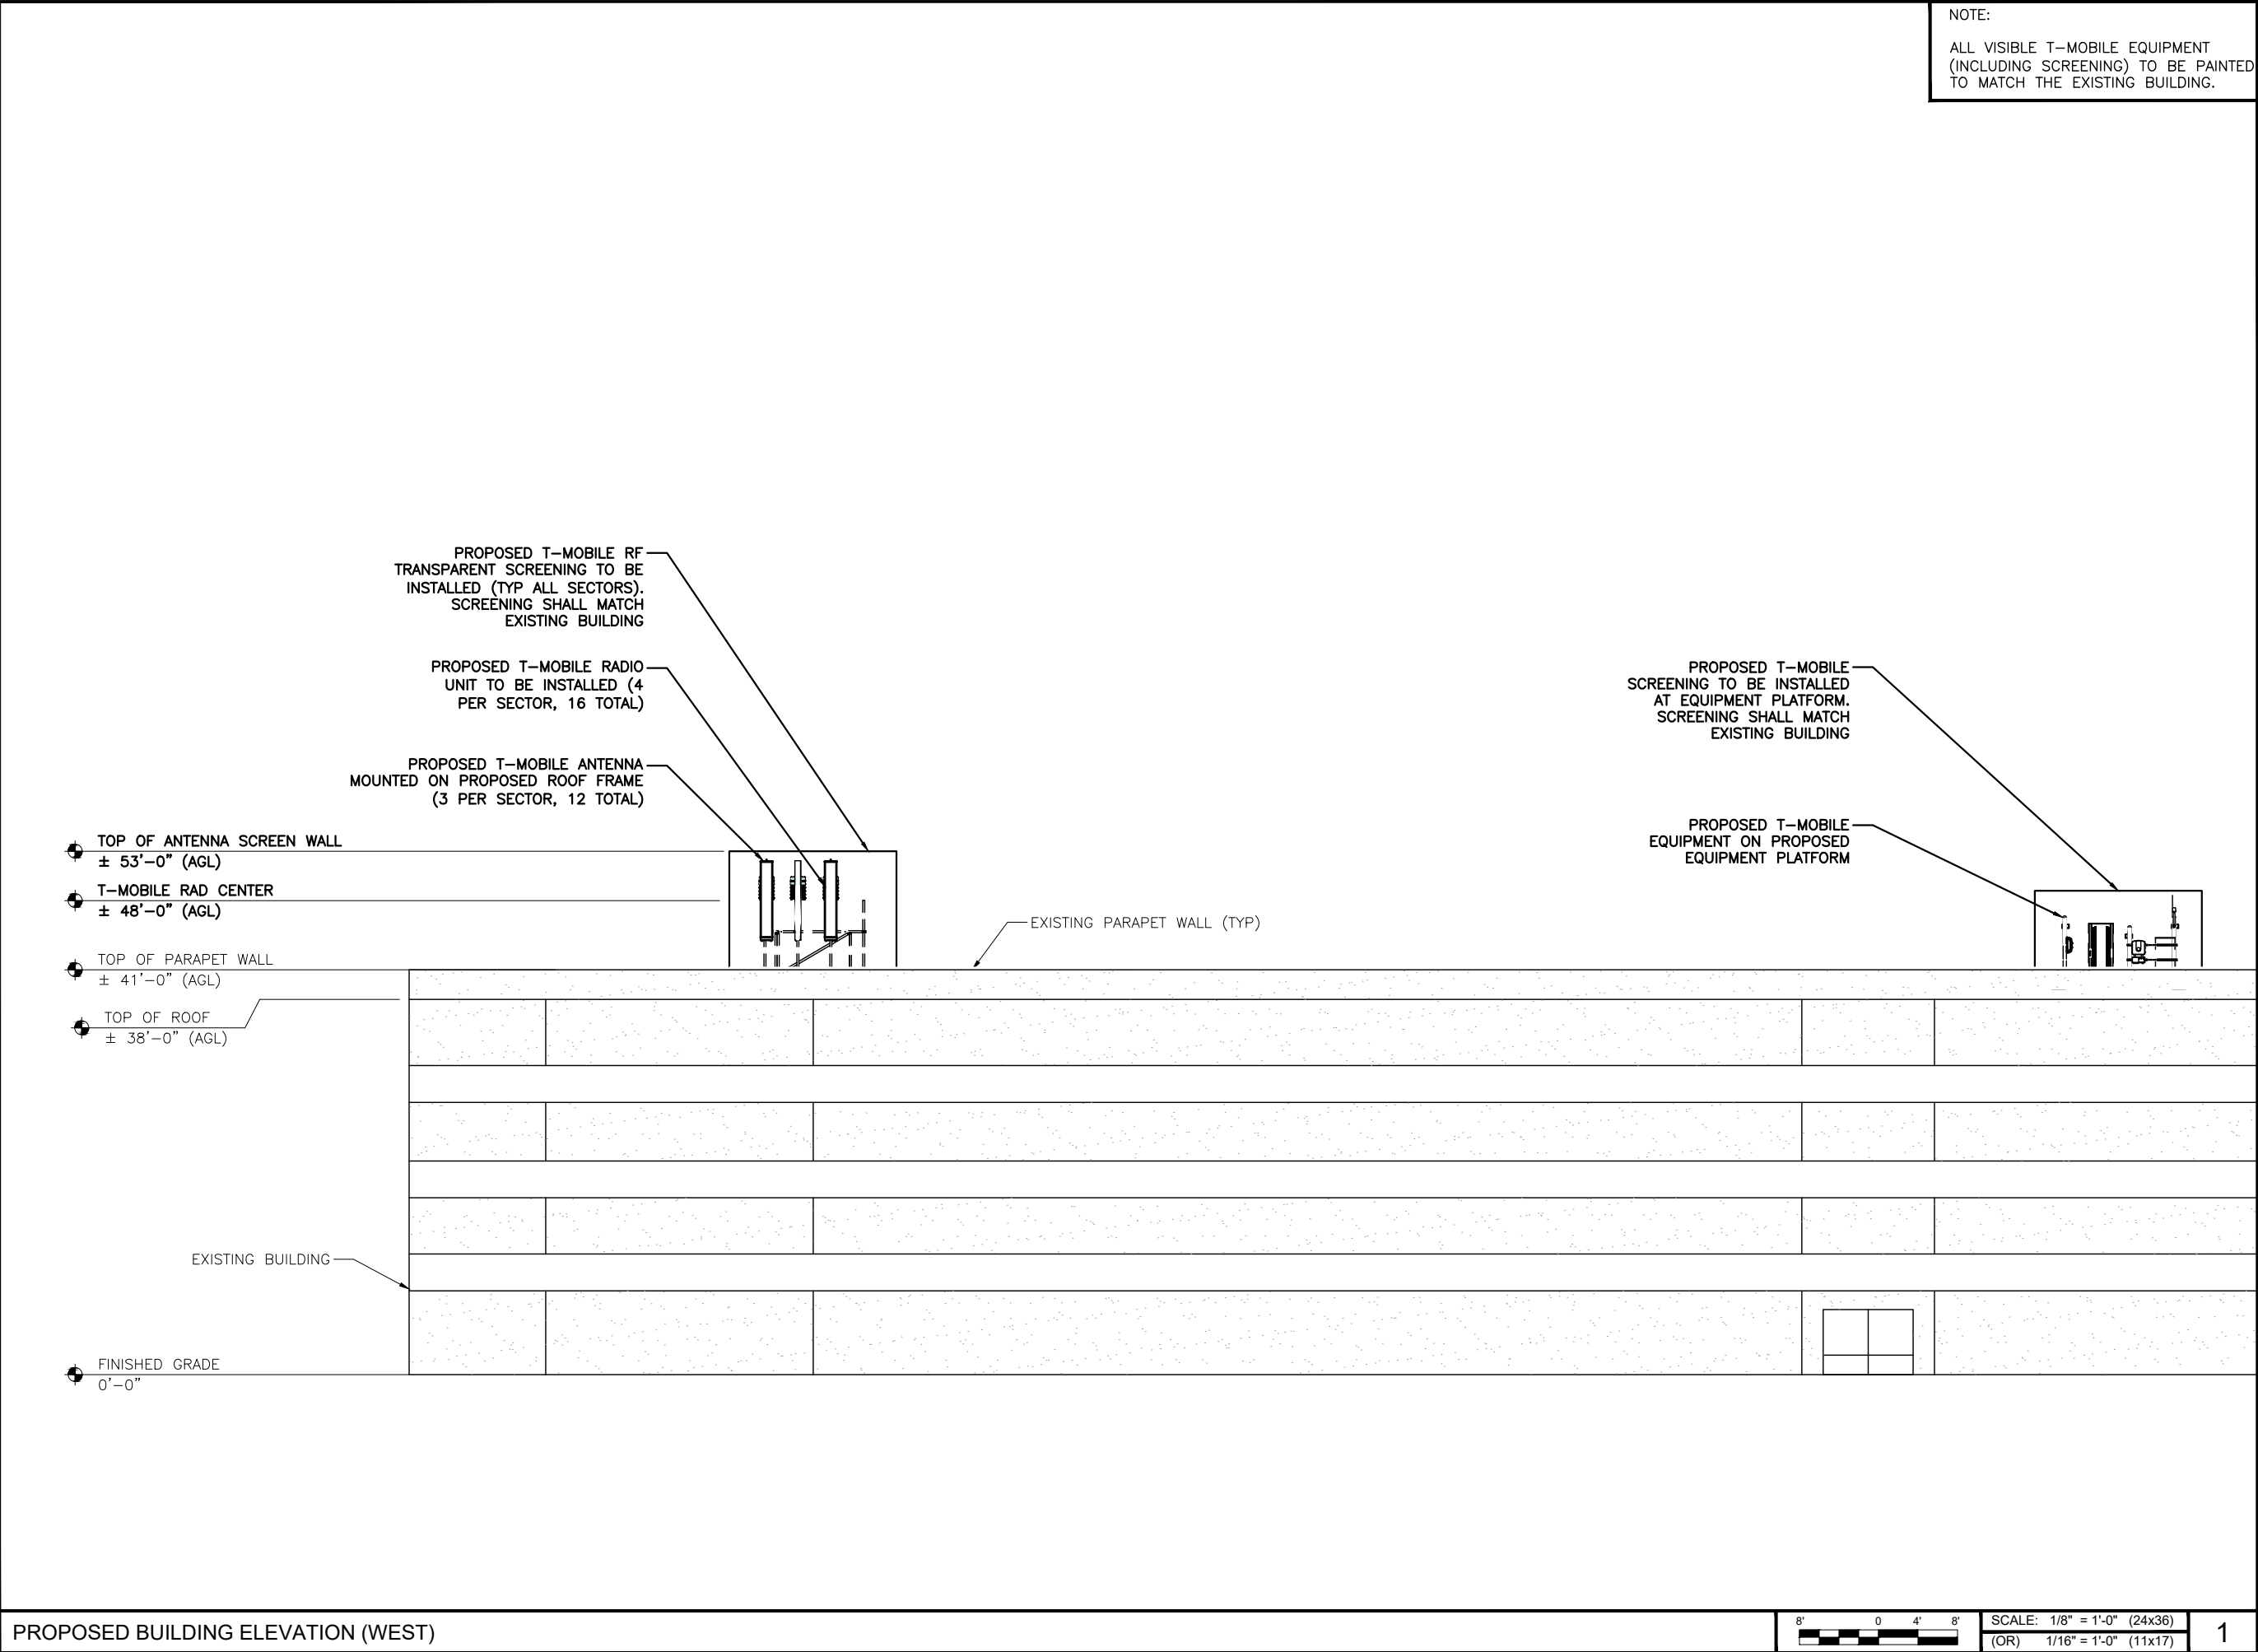 NOTE:
ALL VISIBLE T-MOBILE EQUIPMENT
(INCLUDING SCREENING) TO BE PAINTED
TO MATCH THE EXISTING BUILDING.
PROPOSED T-MOBILE RF
TRANSPARENT SCREENING TO BE
INSTALLED (TYP ALL SECTORS).
SCREENING SHALL MATCH
EXISTING BUILDING
PROPOSED T-MOBILE RADIO
UNIT TO BE INSTALLED (4
PER SECTOR, 16 TOTAL)
PROPOSED T-MOBILE ANTENNA
MOUNTED ON PROPOSED ROOF FRAME
(3 PER SECTOR, 12 TOTAL)
PROPOSED T-MOBILE
SCREENING TO BE INSTALLED
AT EQUIPMENT PLATFORM.
SCREENING SHALL MATCH
EXISTING BUILDING
PROPOSED T-MOBILE
EQUIPMENT ON PROPOSED
EQUIPMENT PLATFORM
TOP OF ANTENNA SCREEN WALL
± 53'-0" (AGL)
T-MOBILE RAD CENTER
± 48'-0" (AGL)
EXISTING PARAPET WALL (TYP)
TOP OF PARAPET WALL
± 41'-0" (AGL)
TOP OF ROOF
± 38'-0" (AGL)
EXISTING BUILDING
FINISHED GRADE
0'-0"
PROPOSED BUILDING ELEVATION (WEST)
8' 0 4' 8'
SCALE: 1/8" = 1'-0" (24x36)
(OR) 1/16" = 1'-0" (11x17)
1